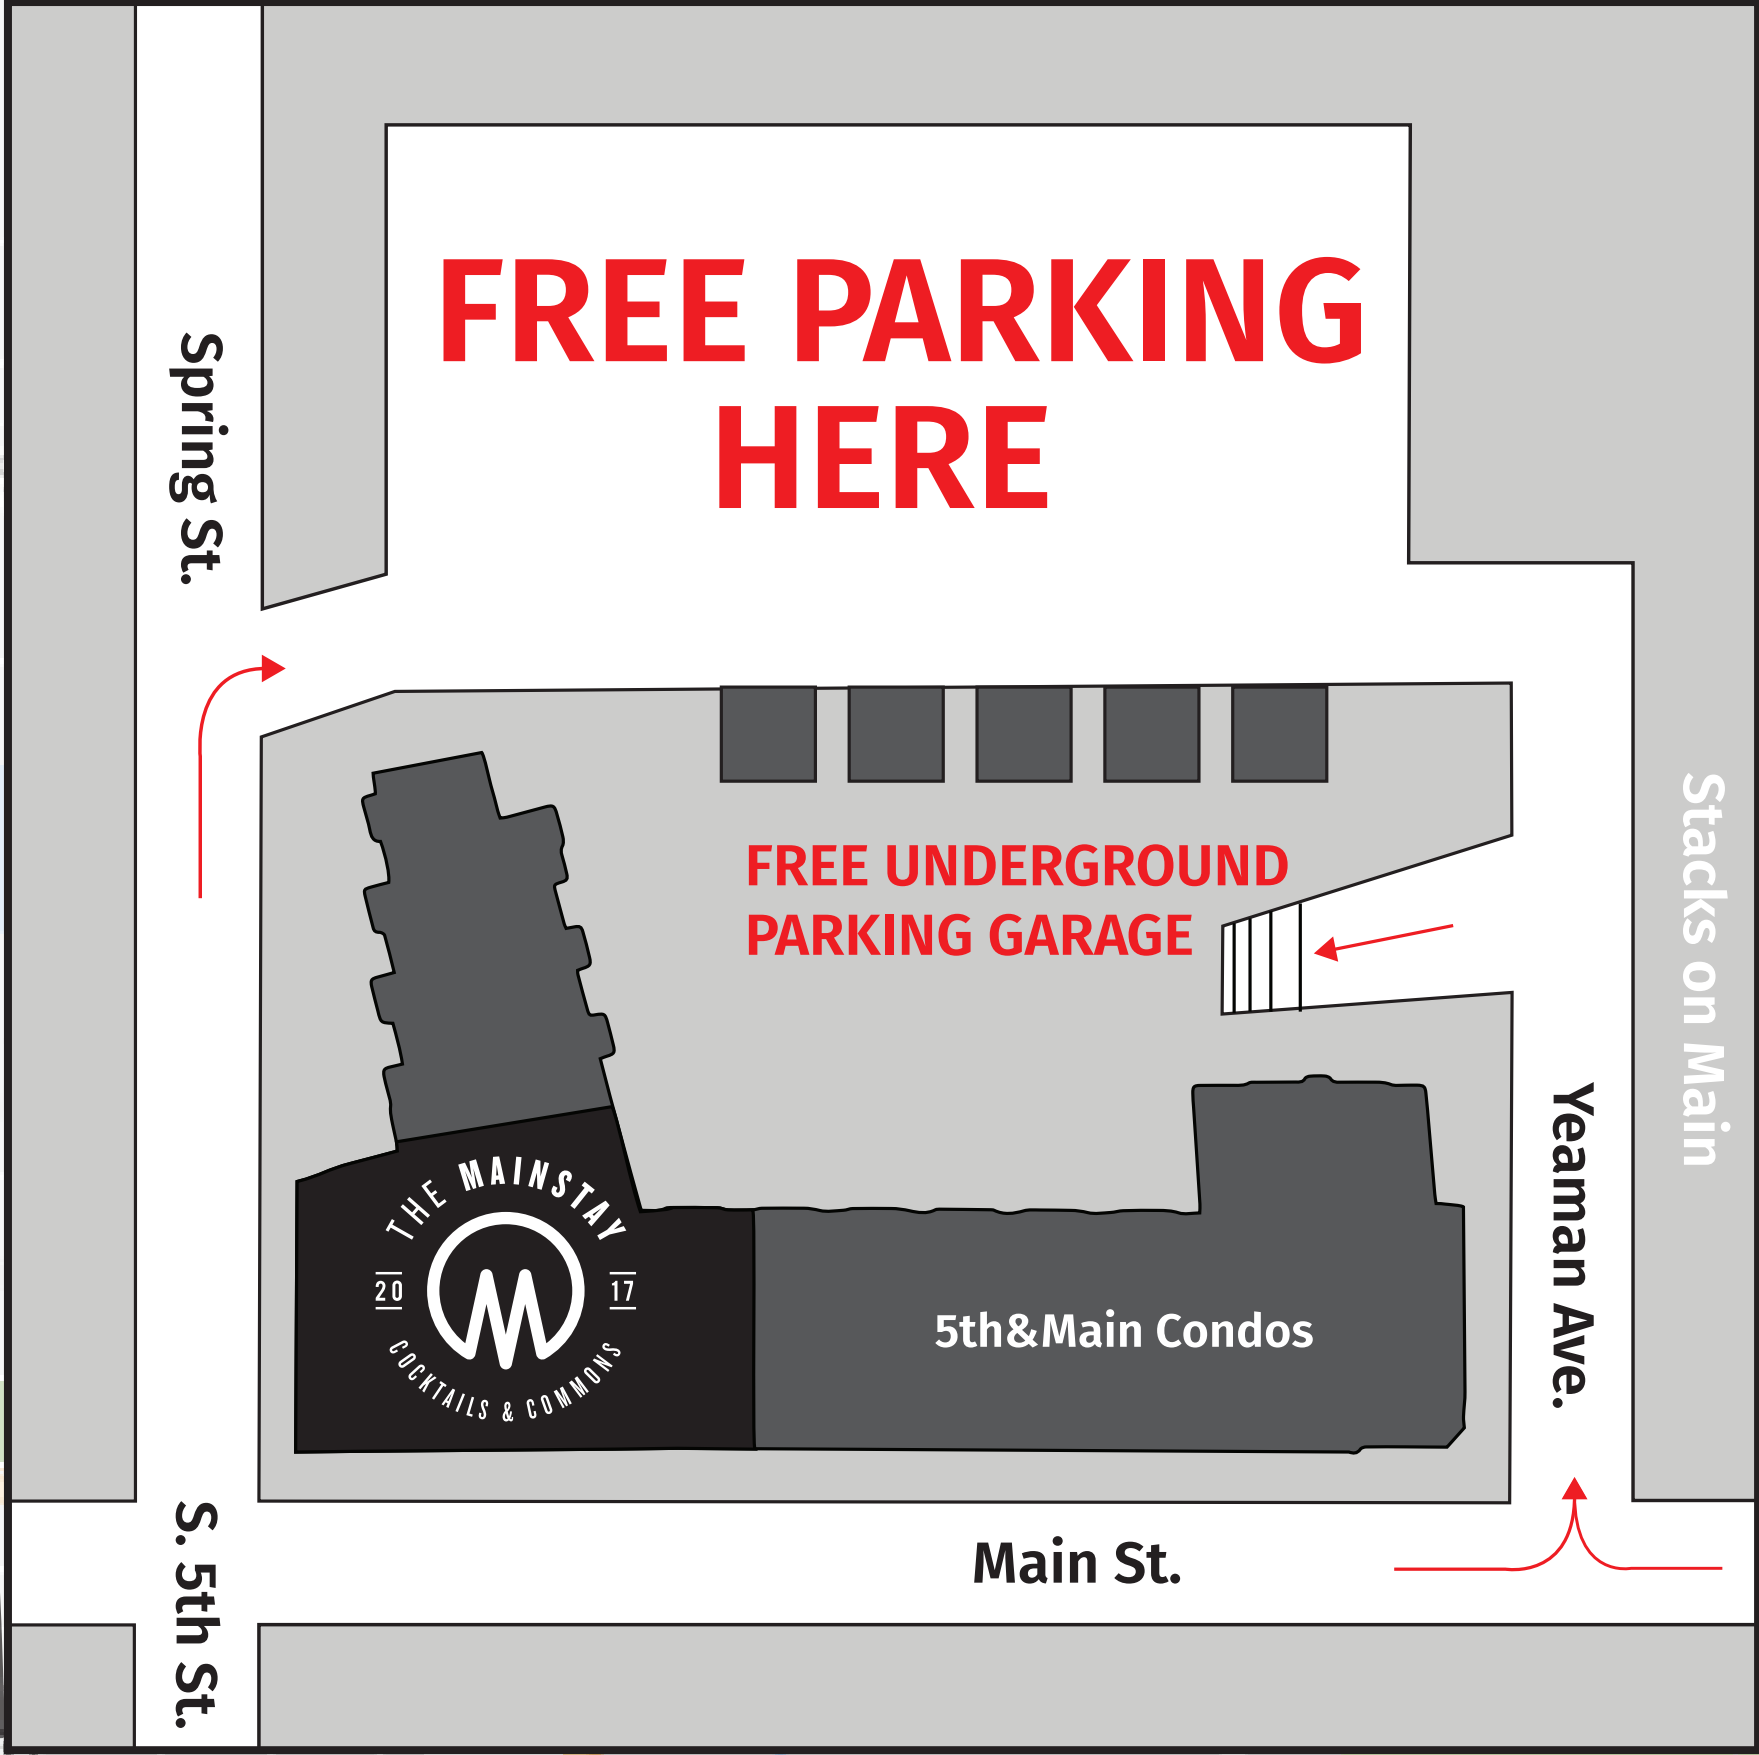 FREE PARKING
HERE
Spring St.
FREE UNDERGROUND
PARKING GARAGE
Stacks on Main
Yeaman Ave.
THE MAINSTAY
20 17
COCKTAILS & COMMONS
5th&Main Condos
S. 5th St.
Main St.